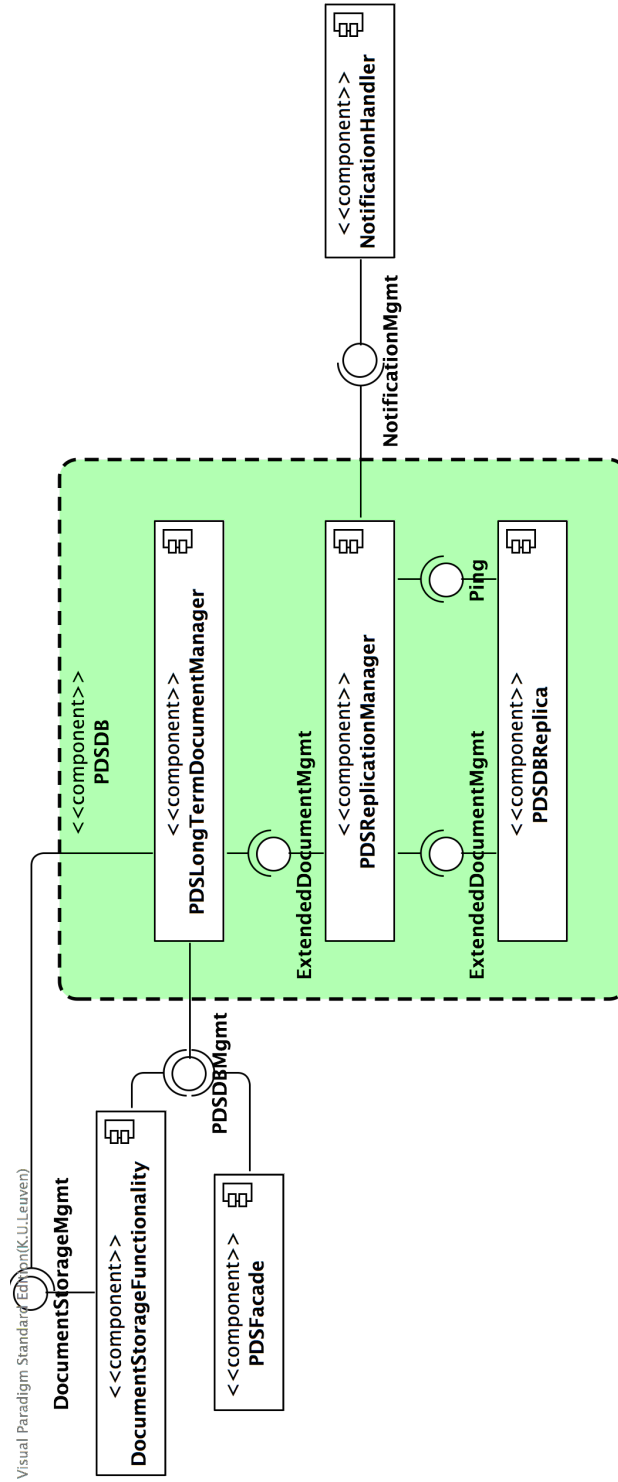 Visual Paradigm Standard Edition(K.U.Leuven)
DocumentStorageMgmt
<<component>>
DocumentStorageFunctionality
<<component>>
PDSFacade
PDSDBMgmt
<<component>>
PDSDB
<<component>>
PDSLongTermDocumentManager
ExtendedDocumentMgmt
<<component>>
PDSReplicationManager
ExtendedDocumentMgmt
Ping
<<component>>
PDSDBReplica
NotificationMgmt
<<component>>
NotificationHandler